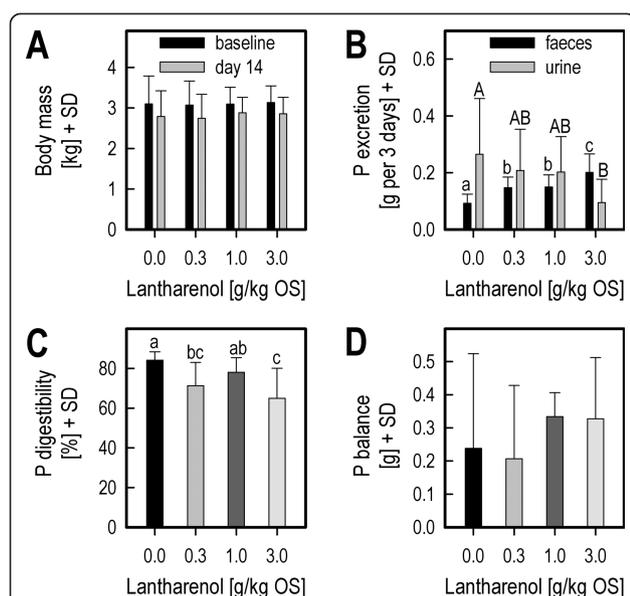 A
Body mass
[kg] + SD
4
3
2
1
0
baseline
day 14
0.0 0.3 1.0 3.0
Lantharenol [g/kg OS]
B
P excretion
[g per 3 days] + SD
0.6
0.4
0.2
0.0
faeces
urine
a A b AB b AB c B
0.0 0.3 1.0 3.0
Lantharenol [g/kg OS]
C
P digestibility
[%] + SD
80
60
40
20
0
a bc ab c
0.0 0.3 1.0 3.0
Lantharenol [g/kg OS]
D
P balance
[g] + SD
0.5
0.4
0.3
0.2
0.1
0.0
0.0 0.3 1.0 3.0
Lantharenol [g/kg OS]